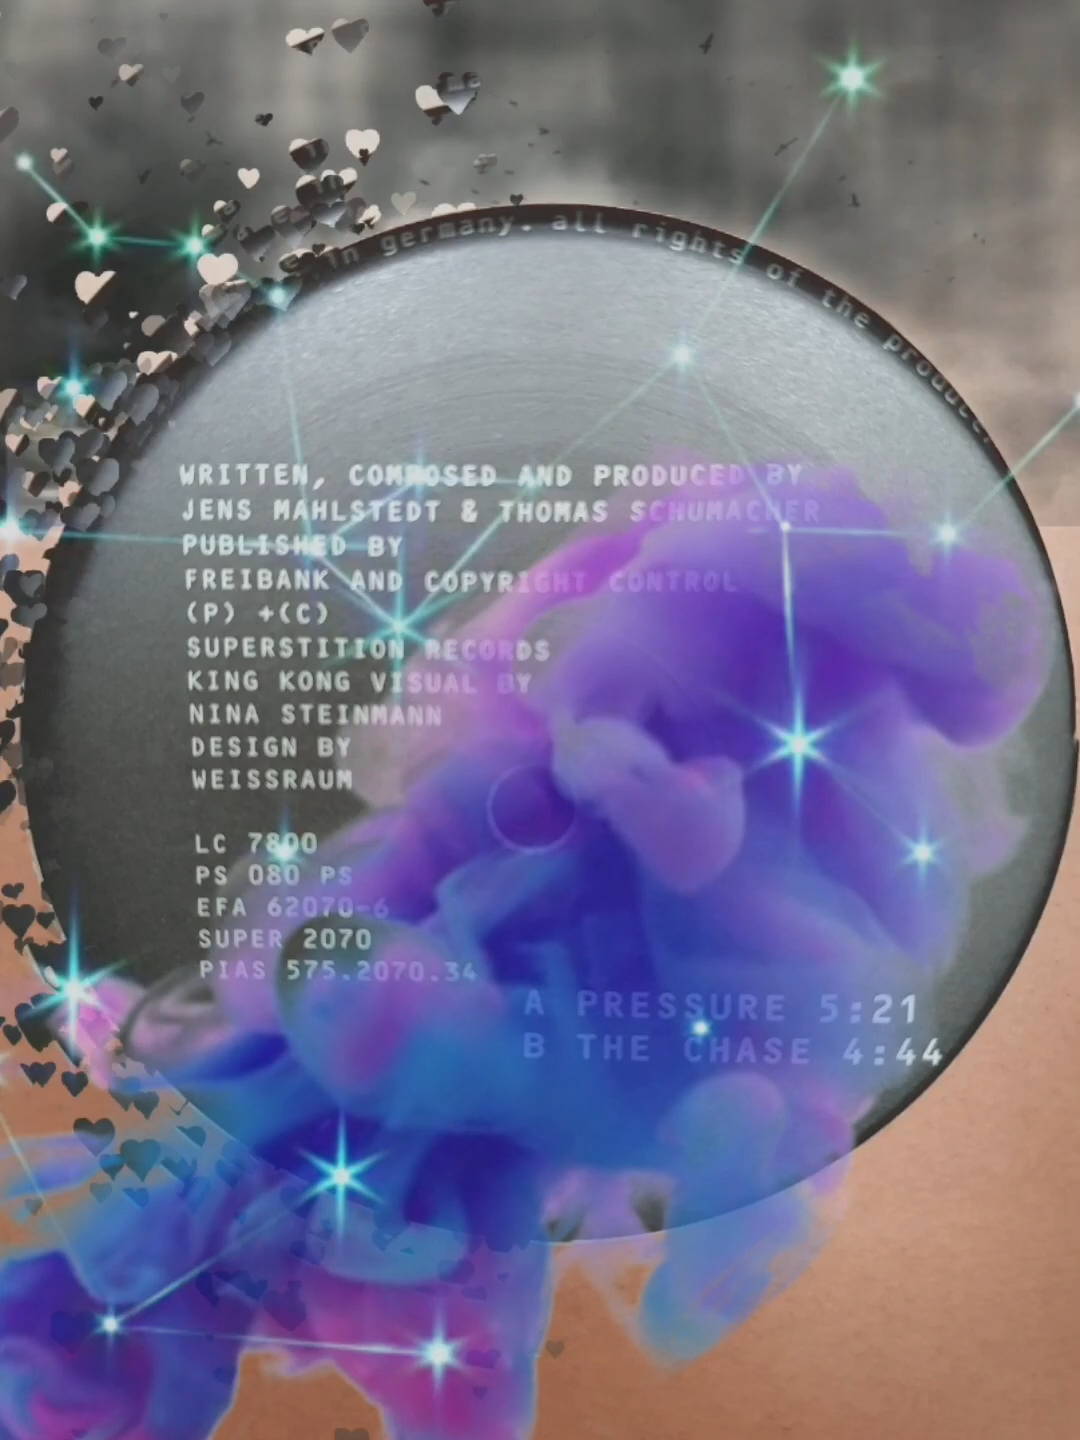 in germany. all rights of the produce
WRITTEN, COMPOSED AND PRODUCED BY
JENS MAHLSTEDT & THOMAS SCHUMACHER
PUBLISHED BY
FREIBANK AND COPYRIGHT CONTROL
(P) +(C)
SUPERSTITION RECORDS
KING KONG VISUAL BY
NINA STEINMANN
DESIGN BY
WEISSRAUM
LC 7800
PS 080 PS
EFA 62070-6
SUPER 2070
PIAS 575.2070.34
A PRESSURE 5:21
B THE CHASE 4:44